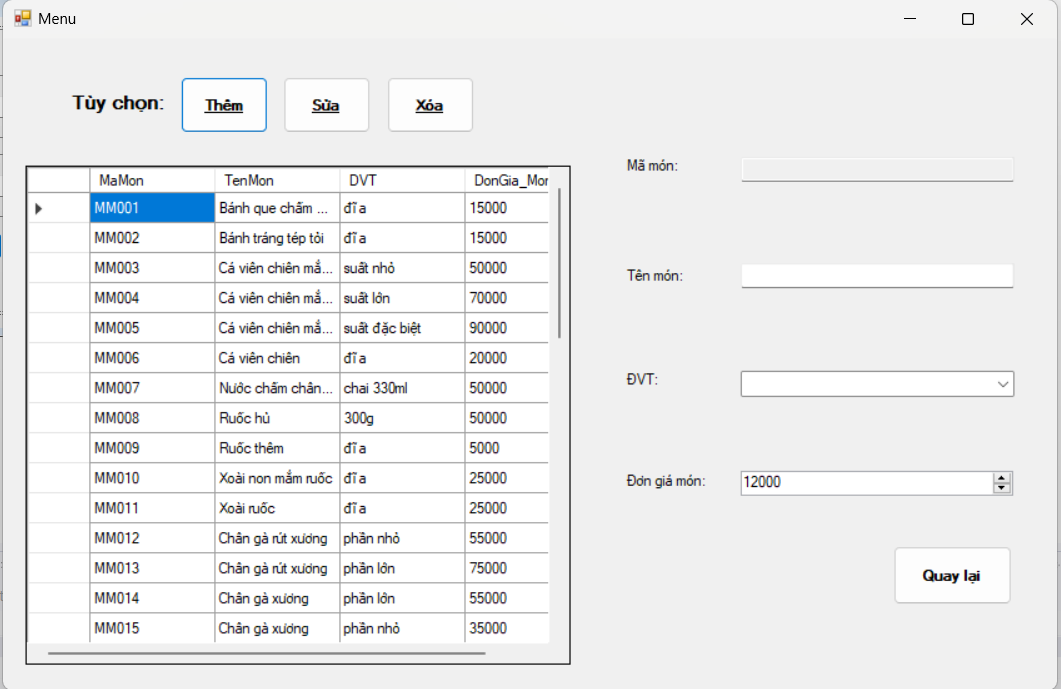 Menu
Tùy chọn: Thêm Sửa Xóa
MaMon TenMon DVT DonGia_Mon
MM001 Bánh que chấm ... đĩa 15000
MM002 Bánh tráng tép tỏi đĩa 15000
MM003 Cá viên chiên mắ... suất nhỏ 50000
MM004 Cá viên chiên mắ... suất lớn 70000
MM005 Cá viên chiên mắ... suất đặc biệt 90000
MM006 Cá viên chiên đĩa 20000
MM007 Nước chấm chân... chai 330ml 50000
MM008 Ruốc hủ 300g 50000
MM009 Ruốc thêm đĩa 5000
MM010 Xoài non mắm ruốc đĩa 25000
MM011 Xoài ruốc đĩa 25000
MM012 Chân gà rút xương phần nhỏ 55000
MM013 Chân gà rút xương phần lớn 75000
MM014 Chân gà xương phần lớn 55000
MM015 Chân gà xương phần nhỏ 35000
Mã món:
Tên món:
ĐVT:
Đơn giá món: 12000
Quay lại